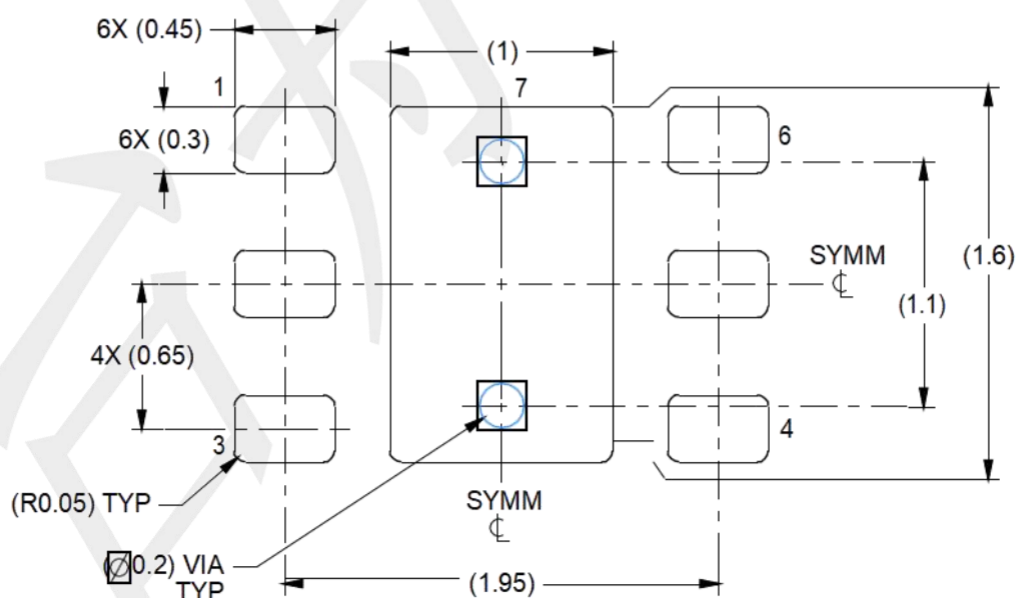 6X (0.45)
(1)
1
7
6X (0.3)
6
SYMM
℄
(1.6)
(1.1)
4X (0.65)
3
4
(R0.05) TYP
SYMM
℄
(∅0.2) VIA
TYP
(1.95)